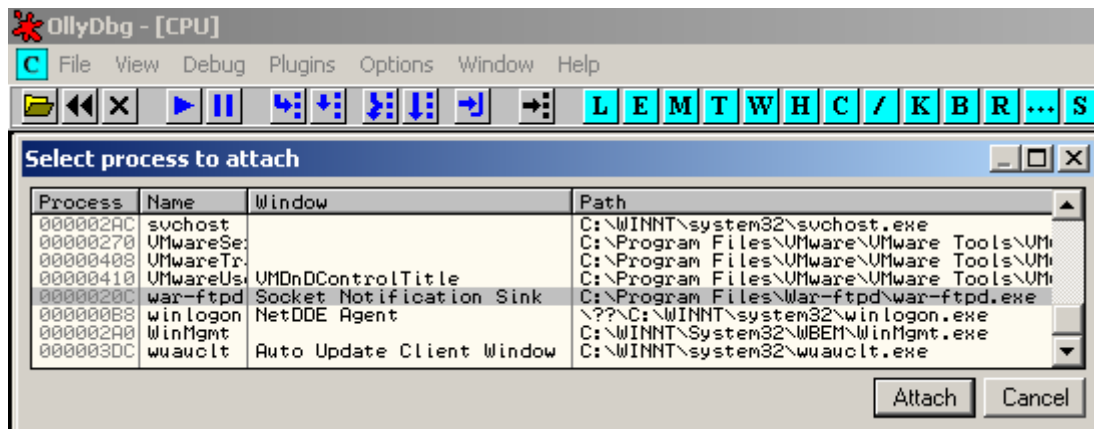 OllyDbg - [CPU]
C File View Debug Plugins Options Window Help
L E M T W H C / K B R ... S
Select process to attach
Process Name Window Path
000002AC svchost C:\WINNT\system32\svchost.exe
00000270 VMwareSe: C:\Program Files\VMware\VMware Tools\VM
00000408 VMwareTr. C:\Program Files\VMware\VMware Tools\VM
00000410 VMwareUs VMDnDControlTitle C:\Program Files\VMware\VMware Tools\VM
0000020C war-ftpd Socket Notification Sink C:\Program Files\War-ftpd\war-ftpd.exe
000000B8 winlogon NetDDE Agent \??\C:\WINNT\system32\winlogon.exe
000002A0 WinMgmt C:\WINNT\System32\WBEM\WinMgmt.exe
000003DC wuauclt Auto Update Client Window C:\WINNT\system32\wuauclt.exe
Attach Cancel